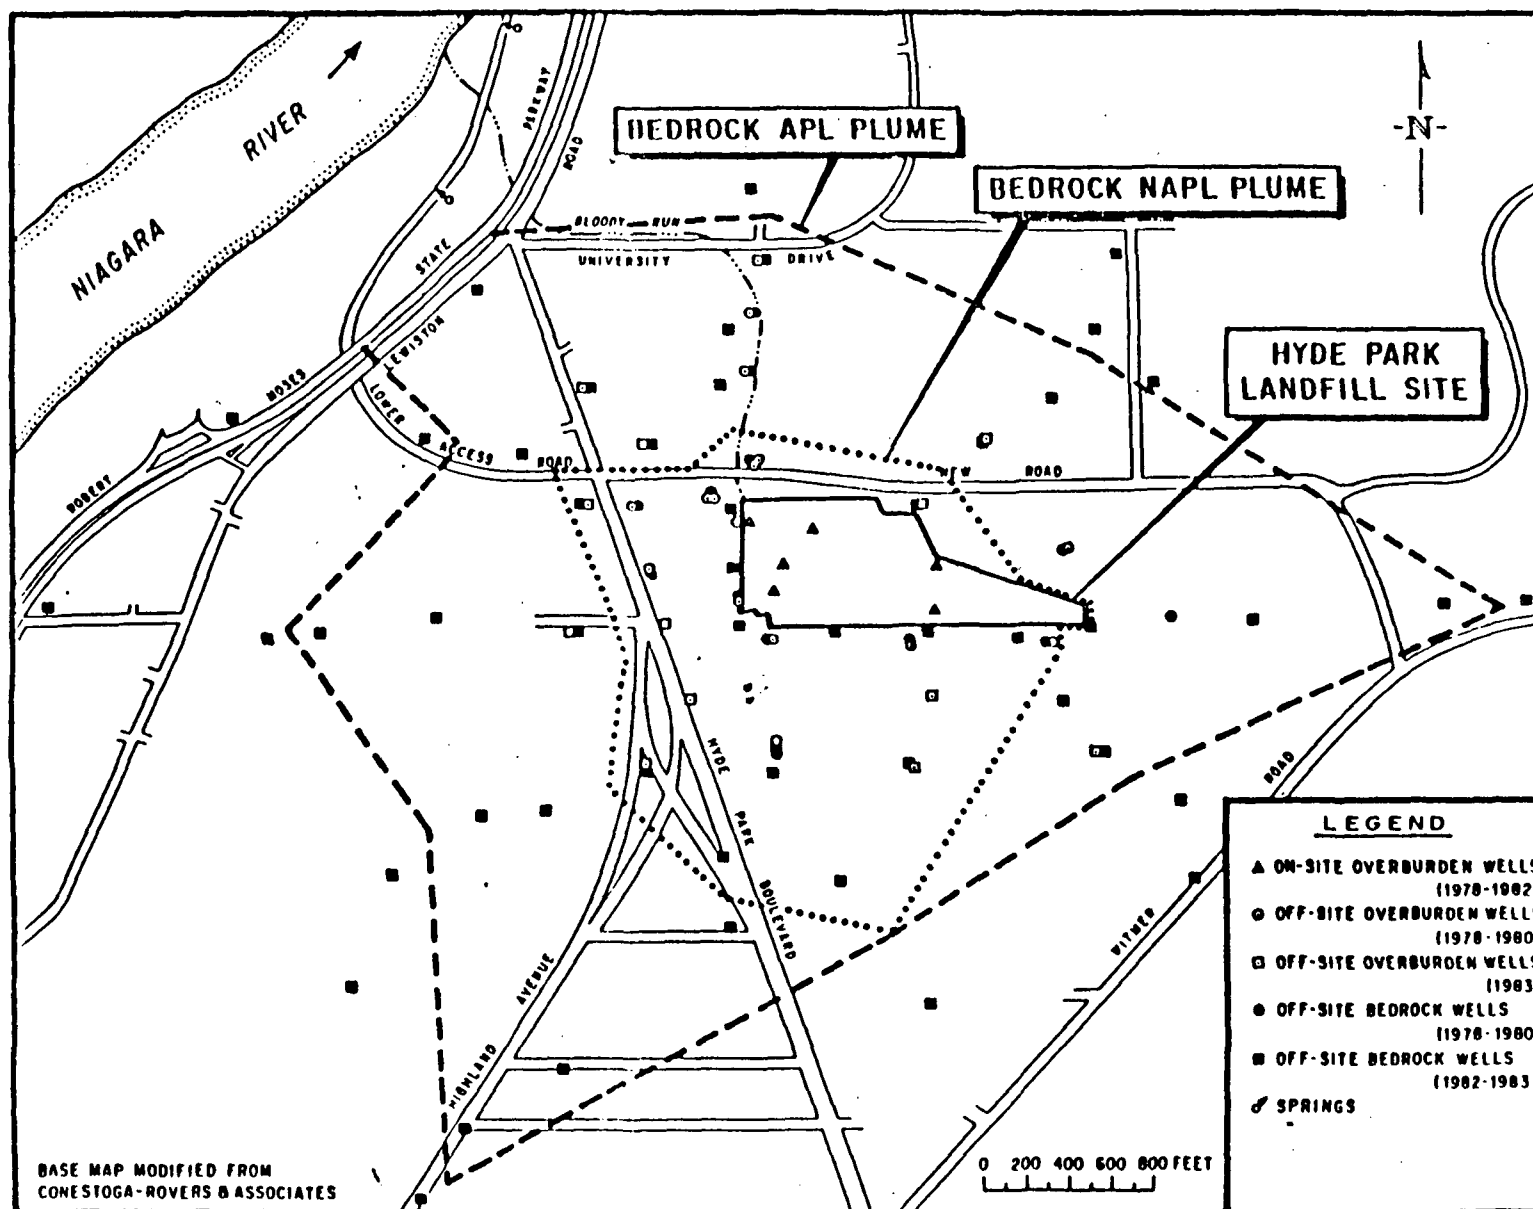 BEDROCK APL PLUME
BEDROCK NAPL PLUME
HYDE PARK
LANDFILL SITE
-N-
NIAGARA
RIVER
PARKWAY
ROAD
BLOODY RUN
UNIVERSITY
DRIVE
STATE
LEWISTON
MOSES
ROBERT
LOWER
ACCESS
ROAD
NEW
ROAD
HYDE
PARK
BOULEVARD
HIGHLAND
AVENUE
WITMER
ROAD
LEGEND
ON-SITE OVERBURDEN WELLS
(1978-1982
OFF-SITE OVERBURDEN WELLS
(1978-1980
OFF-SITE OVERBURDEN WELLS
(1983
OFF-SITE BEDROCK WELLS
(1978-1980
OFF-SITE BEDROCK WELLS
(1982-1983
SPRINGS
0 200 400 600 800 FEET
BASE MAP MODIFIED FROM
CONESTOGA-ROVERS & ASSOCIATES